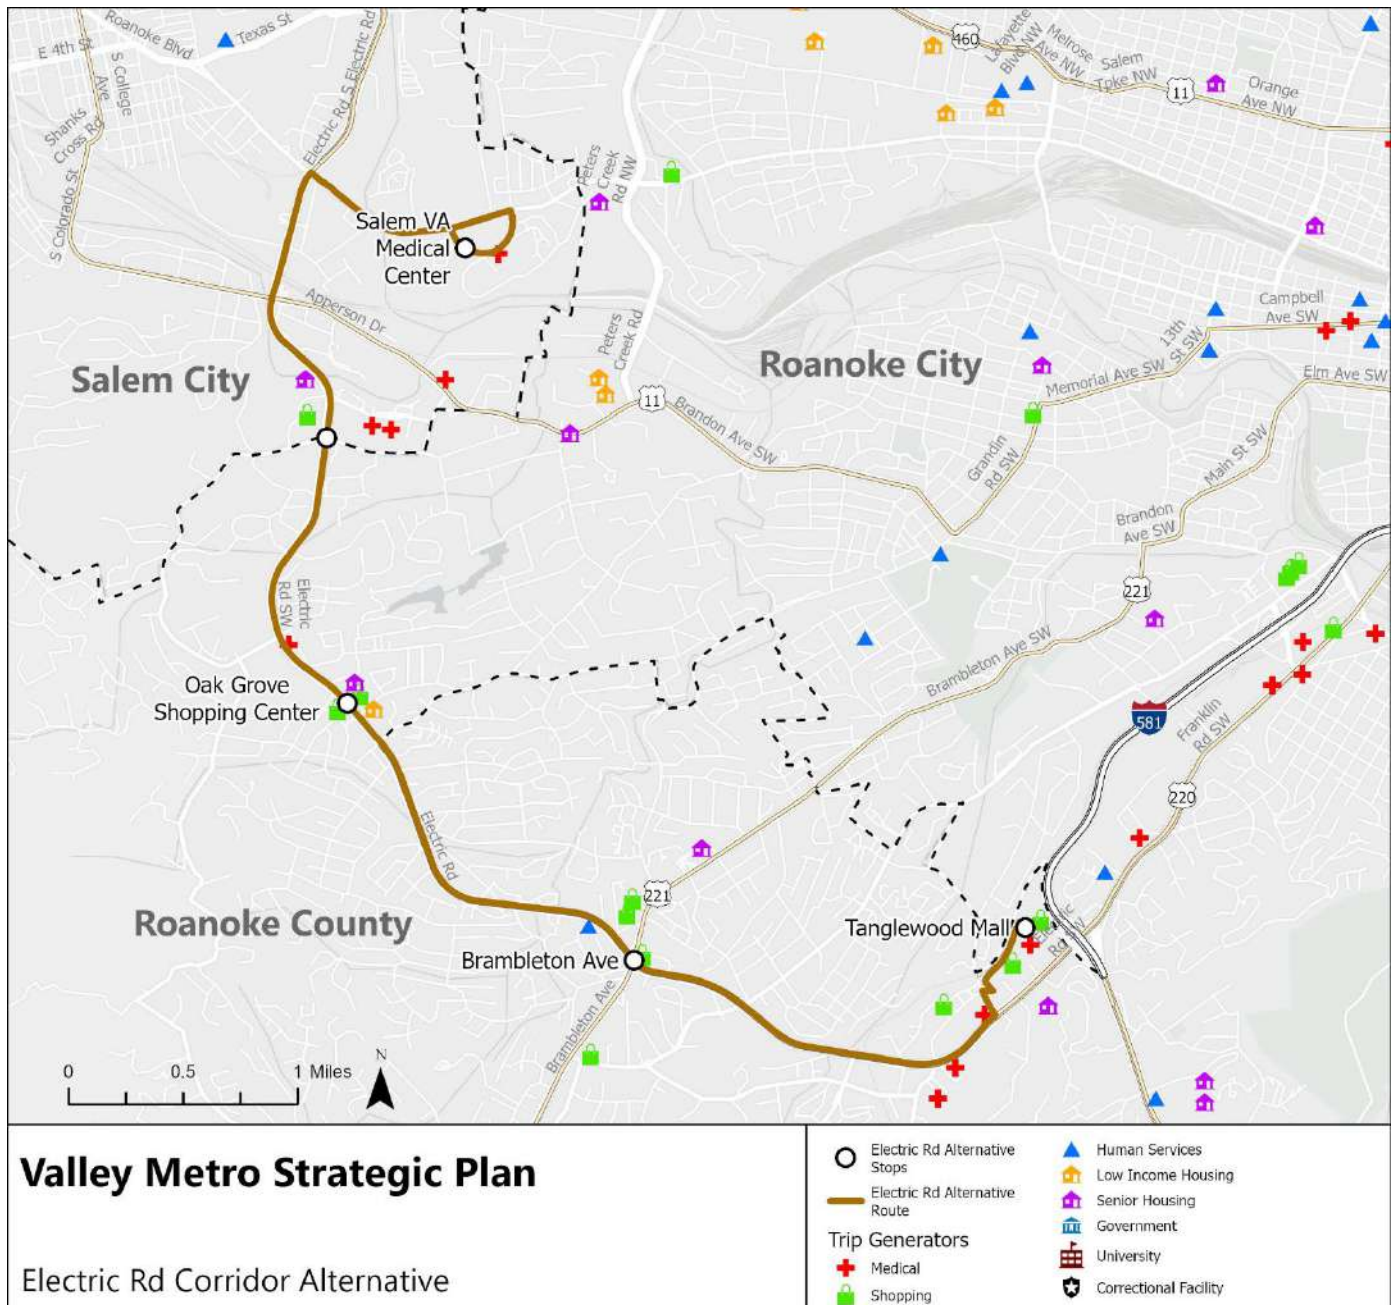 Roanoke Blvd
Texas St
E 4th St
S College
Ave
Electric Rd
S Electric Rd
Shanks
Cross Rd
S Colorado St
460
Lafayette
Blvd NW
Melrose
Ave NW
Salem
Tpke NW
11
Orange
Ave NW
Peters
Creek
Rd NW
Salem VA
Medical
Center
Apperson Dr
Peters
Creek Rd
Campbell
Ave SW
13th
St SW
Elm Ave SW
Memorial Ave SW
Salem City
Roanoke City
11
Brandon Ave SW
Grandin
Rd SW
Main St SW
Brandon
Ave SW
221
Electric
Rd SW
Brambleton Ave SW
Oak Grove
Shopping Center
581
Franklin
Rd SW
220
Electric Rd
221
Roanoke County
Tanglewood Mall
Electric
Rd SW
Brambleton Ave
Brambleton Ave
0 0.5 1 Miles
N
Valley Metro Strategic Plan
Electric Rd Corridor Alternative
Electric Rd Alternative
Stops
Electric Rd Alternative
Route
Trip Generators
Medical
Shopping
Human Services
Low Income Housing
Senior Housing
Government
University
Correctional Facility